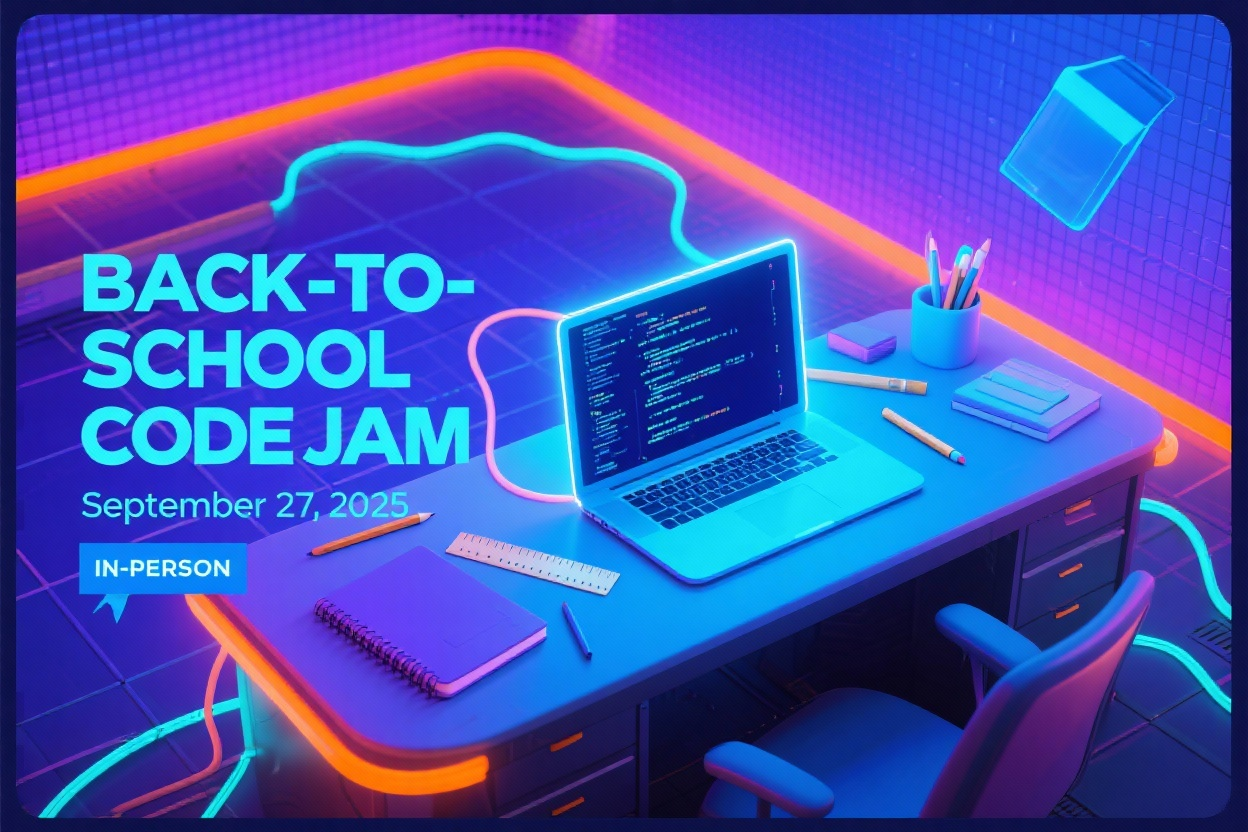 BACK-TO-
SCHOOL
CODE JAM
September 27, 2025
IN-PERSON